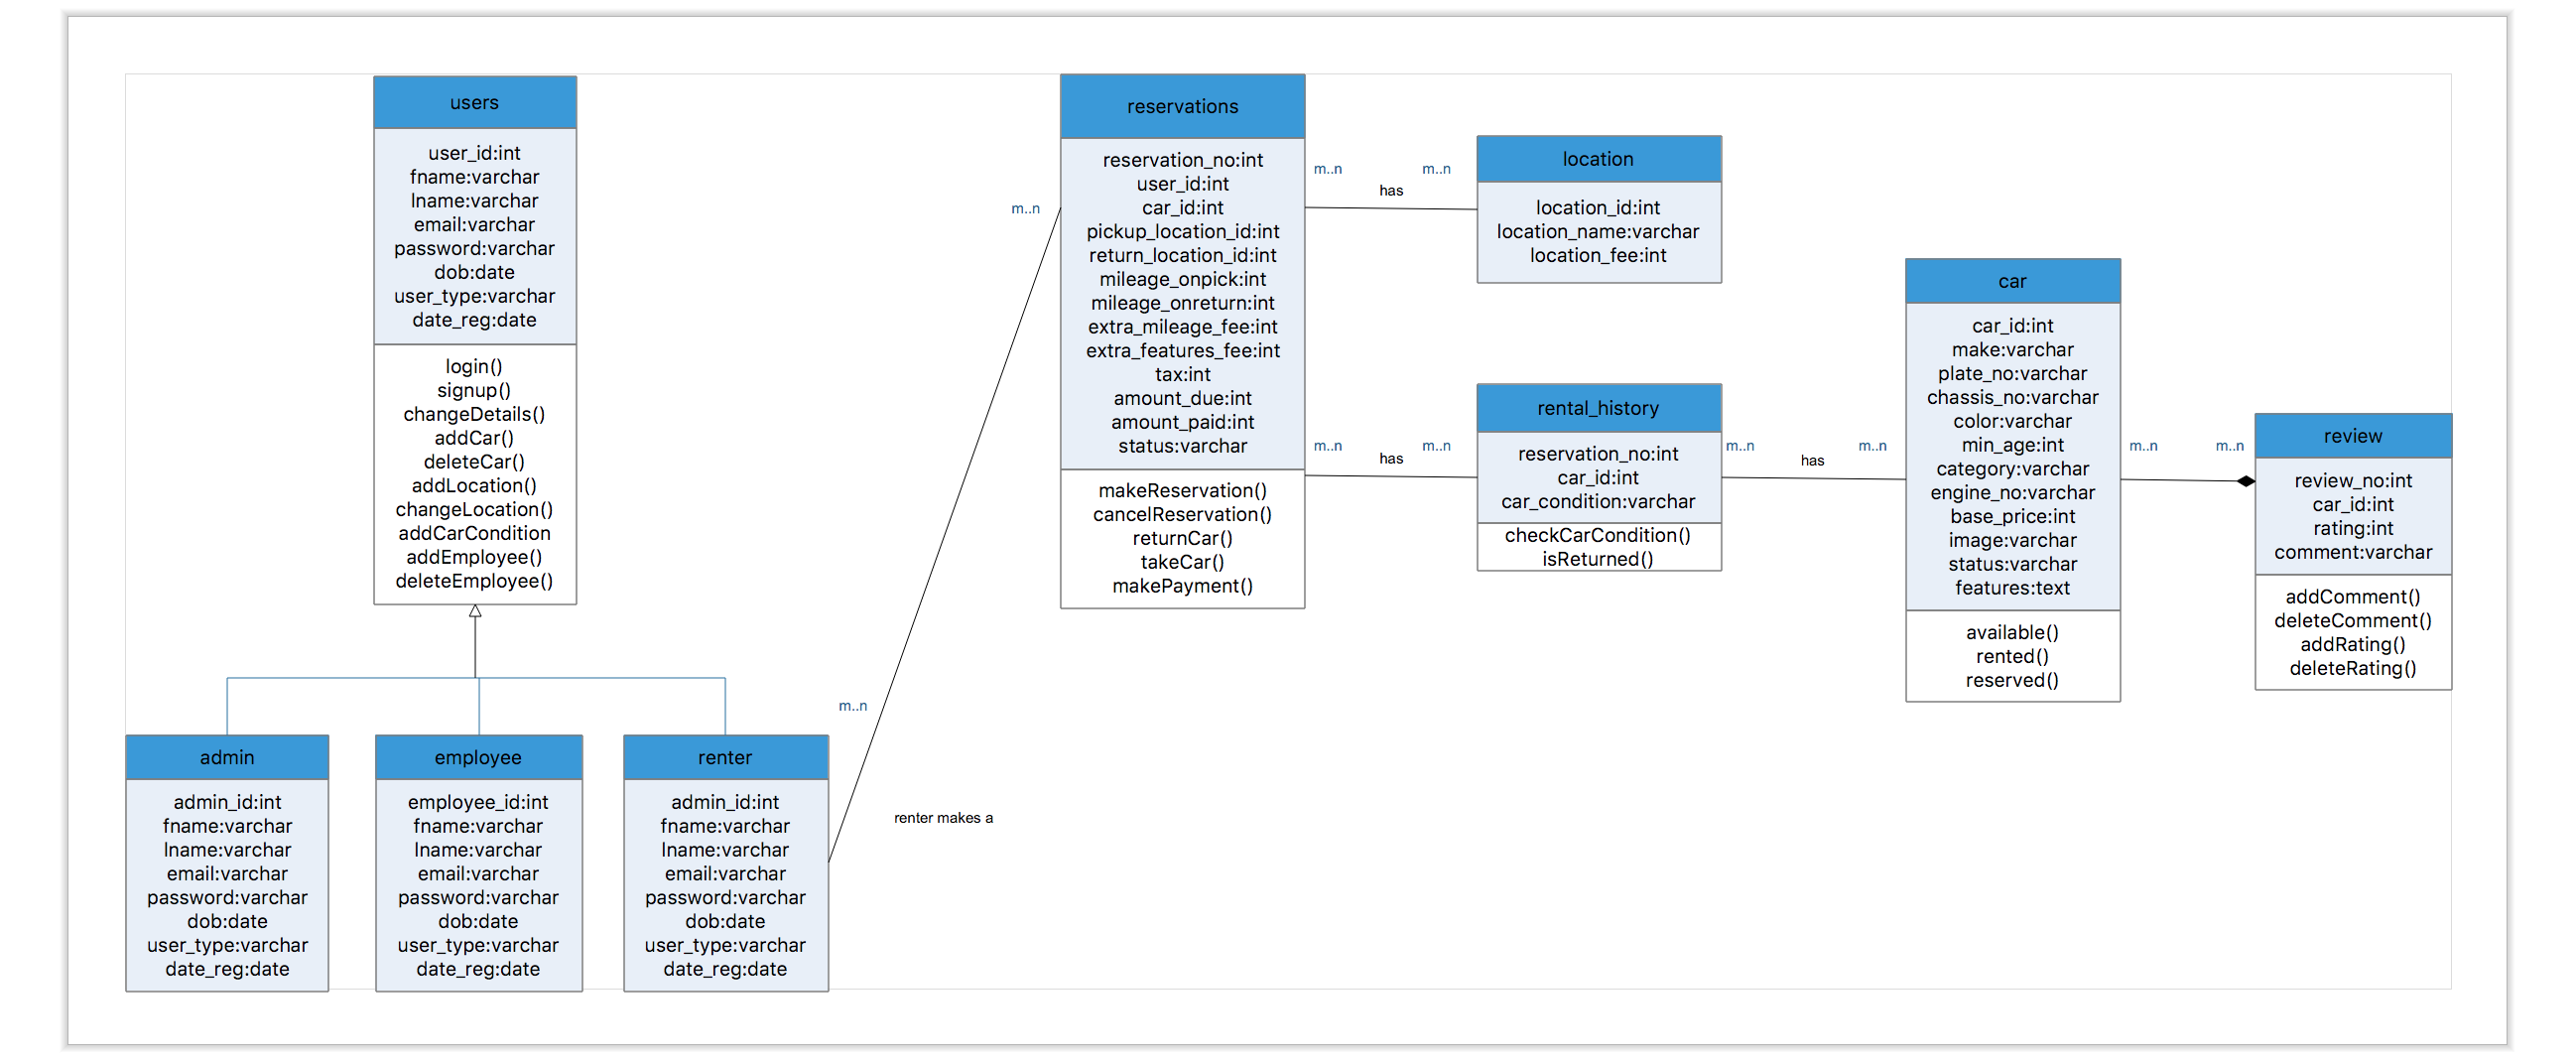 users
user_id:int
fname:varchar
lname:varchar
email:varchar
password:varchar
dob:date
user_type:varchar
date_reg:date
login()
signup()
changeDetails()
addCar()
deleteCar()
addLocation()
changeLocation()
addCarCondition
addEmployee()
deleteEmployee()
admin
admin_id:int
fname:varchar
lname:varchar
email:varchar
password:varchar
dob:date
user_type:varchar
date_reg:date
employee
employee_id:int
fname:varchar
lname:varchar
email:varchar
password:varchar
dob:date
user_type:varchar
date_reg:date
renter
admin_id:int
fname:varchar
lname:varchar
email:varchar
password:varchar
dob:date
user_type:varchar
date_reg:date
m..n
renter makes a
m..n
reservations
reservation_no:int
user_id:int
car_id:int
pickup_location_id:int
return_location_id:int
mileage_onpick:int
mileage_onreturn:int
extra_mileage_fee:int
extra_features_fee:int
tax:int
amount_due:int
amount_paid:int
status:varchar
makeReservation()
cancelReservation()
returnCar()
takeCar()
makePayment()
m..n m..n
has
location
location_id:int
location_name:varchar
location_fee:int
m..n m..n
has
rental_history
reservation_no:int
car_id:int
car_condition:varchar
checkCarCondition()
isReturned()
m..n m..n
has
car
car_id:int
make:varchar
plate_no:varchar
chassis_no:varchar
color:varchar
min_age:int
category:varchar
engine_no:varchar
base_price:int
image:varchar
status:varchar
features:text
available()
rented()
reserved()
m..n m..n
review
review_no:int
car_id:int
rating:int
comment:varchar
addComment()
deleteComment()
addRating()
deleteRating()